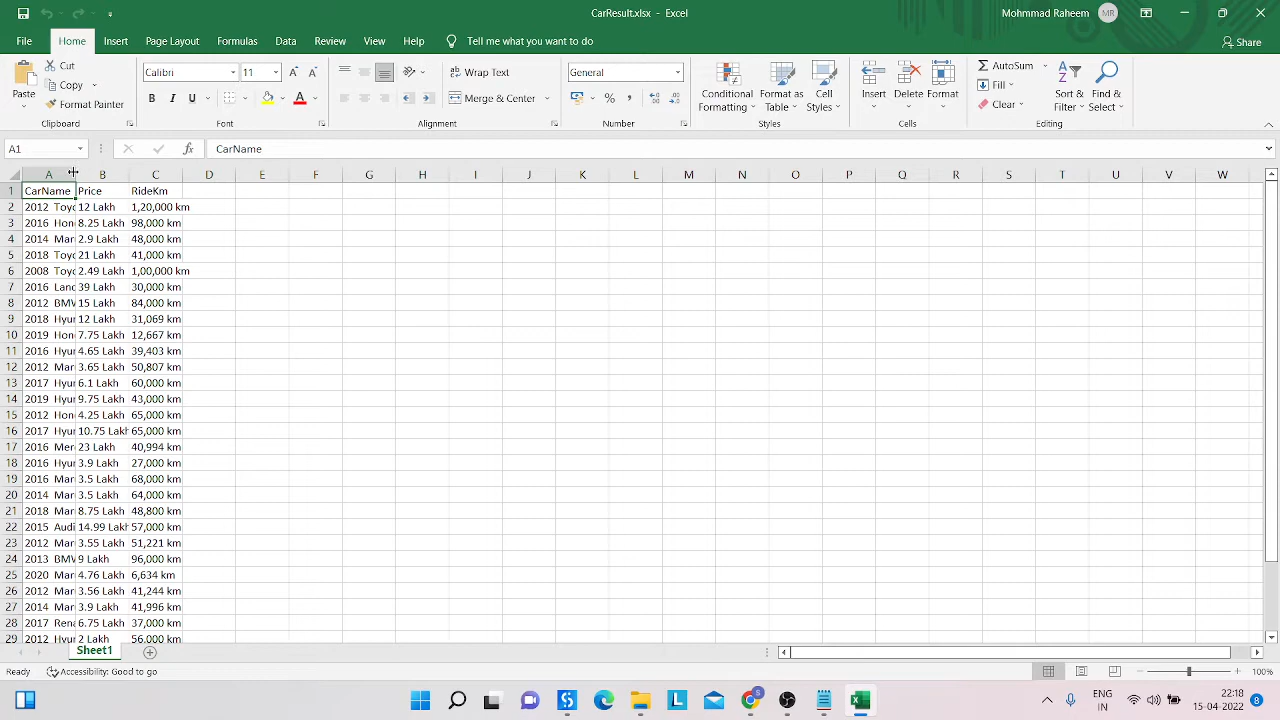 CarResult.xlsx - Excel
Mohmmad Raheem MR
File Home Insert Page Layout Formulas Data Review View Help Tell me what you want to do Share
Paste Cut Copy Format Painter Clipboard
Calibri 11 B I U A Font
Wrap Text Merge & Center Alignment
General % Number
Conditional Formatting Format as Table Cell Styles Styles
Insert Delete Format Cells
AutoSum Fill Clear Sort & Filter Find & Select Editing
A1 fx CarName
A B C D E F G H I J K L M N O P Q R S T U V W
1 CarName Price RideKm
2 2012 Toyo 12 Lakh 1,20,000 km
3 2016 Hon 8.25 Lakh 98,000 km
4 2014 Mar 2.9 Lakh 48,000 km
5 2018 Toyo 21 Lakh 41,000 km
6 2008 Toyo 2.49 Lakh 1,00,000 km
7 2016 Land 39 Lakh 30,000 km
8 2012 BMW 15 Lakh 84,000 km
9 2018 Hyun 12 Lakh 31,069 km
10 2019 Hon 7.75 Lakh 12,667 km
11 2016 Hyun 4.65 Lakh 39,403 km
12 2012 Mar 3.65 Lakh 50,807 km
13 2017 Hyun 6.1 Lakh 60,000 km
14 2019 Hyun 9.75 Lakh 43,000 km
15 2012 Hon 4.25 Lakh 65,000 km
16 2017 Hyun 10.75 Lakh 65,000 km
17 2016 Mer 23 Lakh 40,994 km
18 2016 Hyun 3.9 Lakh 27,000 km
19 2016 Mar 3.5 Lakh 68,000 km
20 2014 Mar 3.5 Lakh 64,000 km
21 2018 Mar 8.75 Lakh 48,800 km
22 2015 Audi 14.99 Lakh 57,000 km
23 2012 Mar 3.55 Lakh 51,221 km
24 2013 BMW 9 Lakh 96,000 km
25 2020 Mar 4.76 Lakh 6,634 km
26 2012 Mar 3.56 Lakh 41,244 km
27 2014 Mar 3.9 Lakh 41,996 km
28 2017 Rena 6.75 Lakh 37,000 km
29 2012 Hyun 2 Lakh 56,000 km
Sheet1
Ready Accessibility: Good to go 100%
ENG IN 22:18 15-04-2022 8